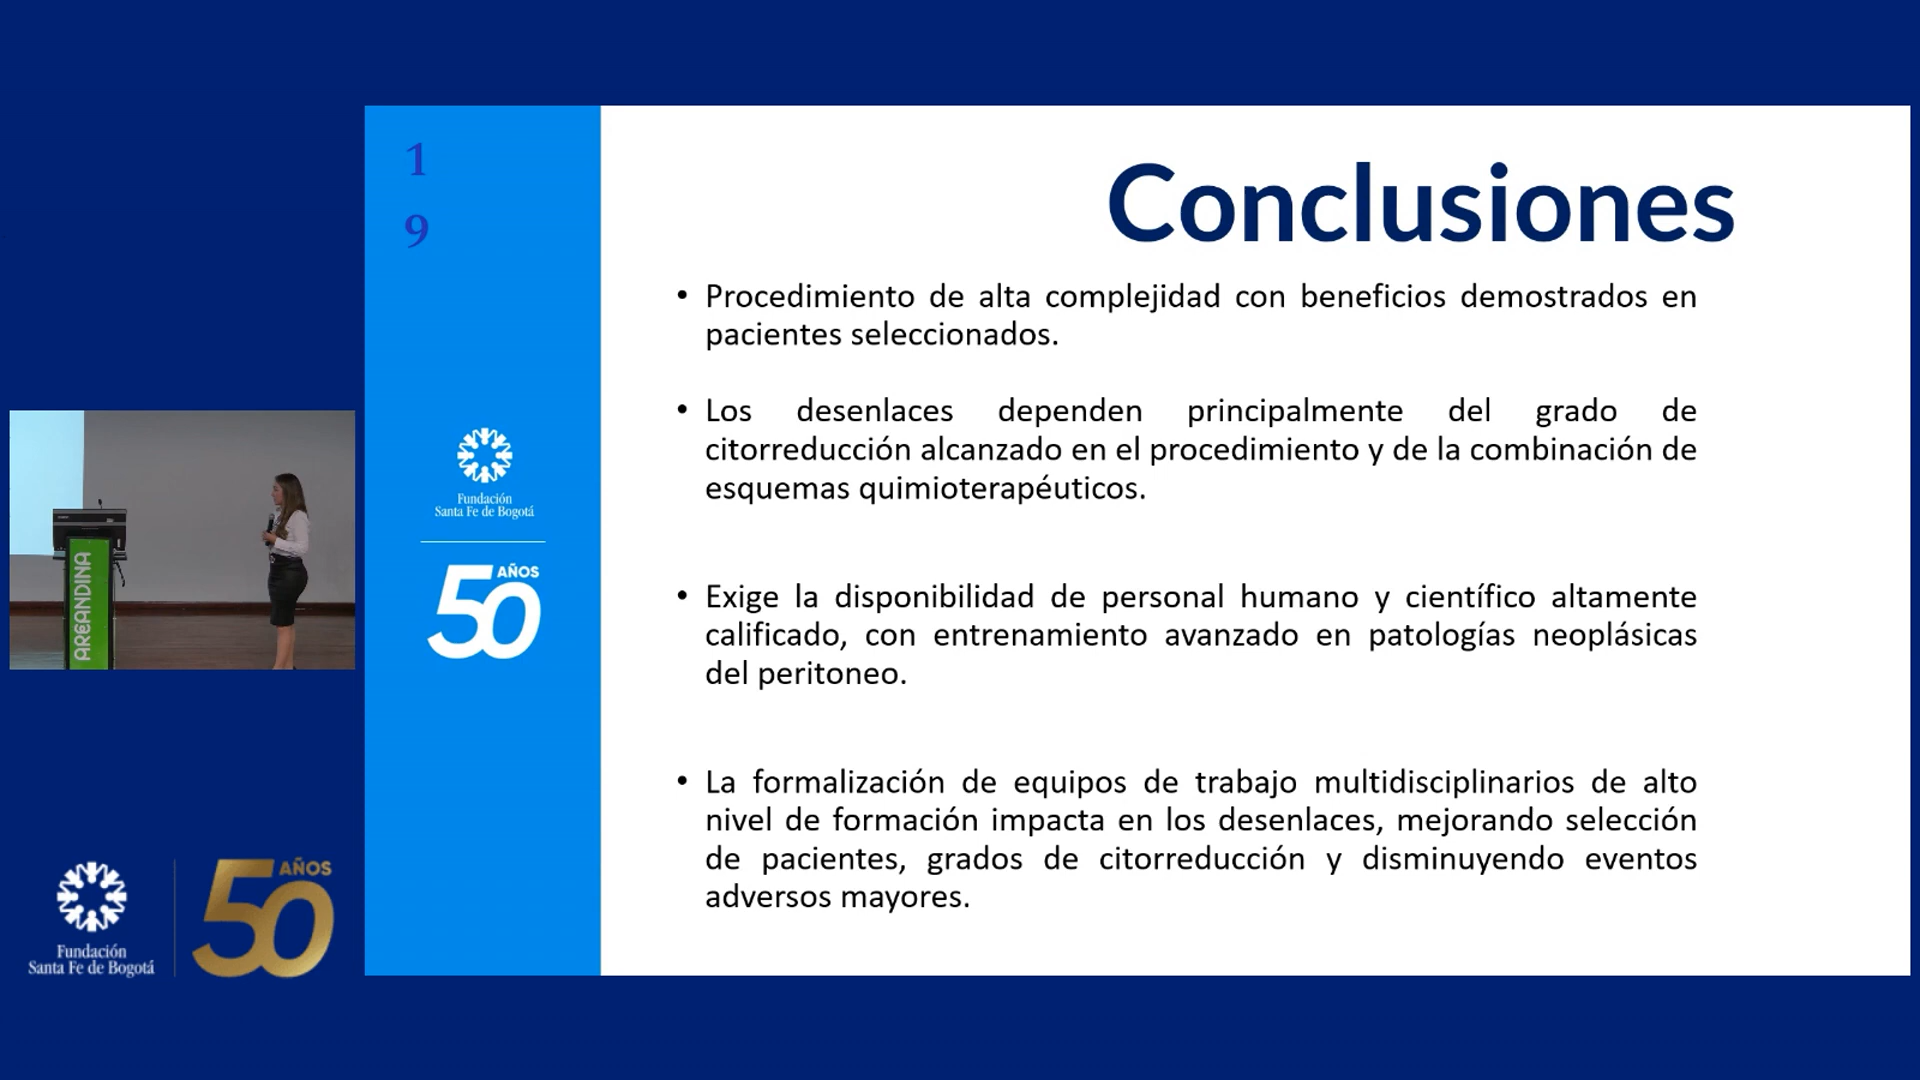 1
9
Conclusiones
• Procedimiento de alta complejidad con beneficios demostrados en
pacientes seleccionados.
• Los desenlaces dependen principalmente del grado de
citorreducción alcanzado en el procedimiento y de la combinación de
esquemas quimioterapéuticos.
• Exige la disponibilidad de personal humano y científico altamente
calificado, con entrenamiento avanzado en patologías neoplásicas
del peritoneo.
• La formalización de equipos de trabajo multidisciplinarios de alto
nivel de formación impacta en los desenlaces, mejorando selección
de pacientes, grados de citorreducción y disminuyendo eventos
adversos mayores.
Fundación
Santa Fe de Bogotá
50 AÑOS
AREANDINA
Fundación
Santa Fe de Bogotá
50 AÑOS